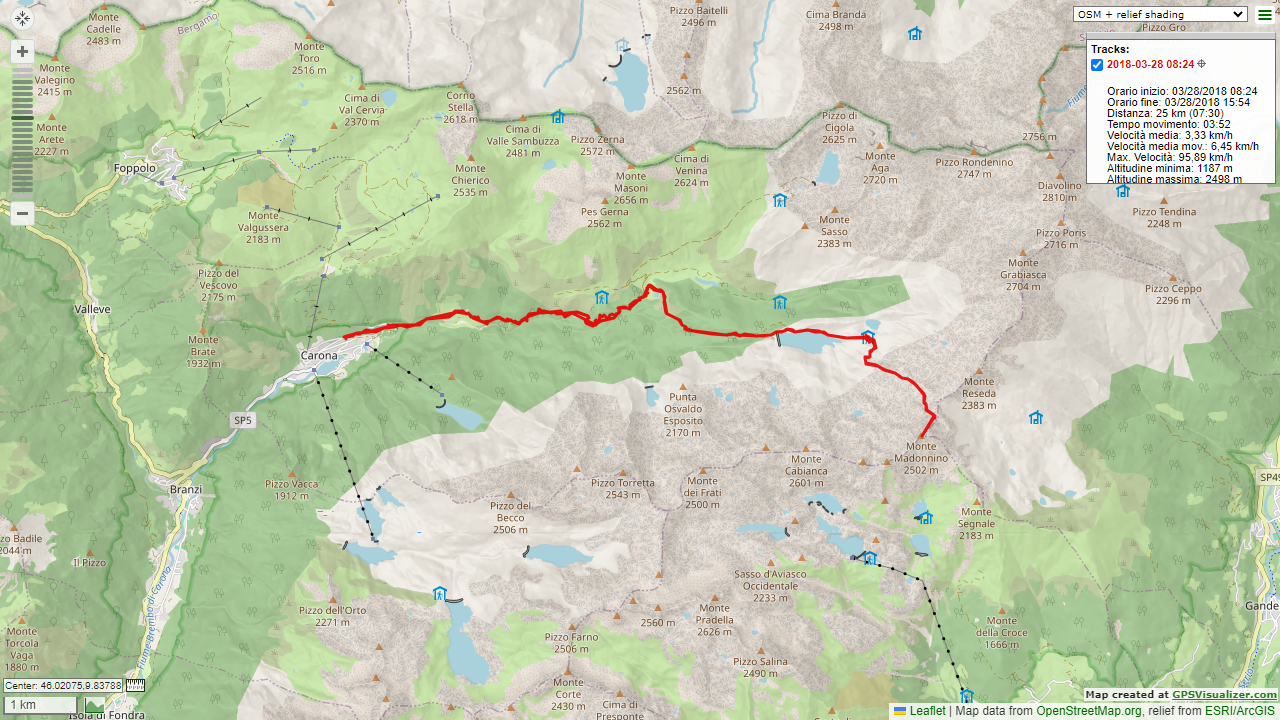 OSM + relief shading
Tracks:
2018-03-28 08:24
Orario inizio: 03/28/2018 08:24
Orario fine: 03/28/2018 15:54
Distanza: 25 km (07:30)
Tempo movimento: 03:52
Velocità media: 3,33 km/h
Velocità media mov.: 6,45 km/h
Max. Velocità: 95,89 km/h
Altitudine minima: 1187 m
Altitudine massima: 2498 m
Monte
Cadelle
2483 m
Bergamo
Pizzo Baitelli
2496 m
Cima Branda
2498 m
Pizzo Gro
Monte
Valegino
2415 m
Monte
Toro
2516 m
Cima di
Val Cervia
2370 m
Corno
Stella
2618 m
2562 m
Fiume
Monte
Arete
2227 m
Foppolo
Cima di
Valle Sambuzza
2481 m
Pizzo Zerna
2572 m
Cima di
Venina
2624 m
Pizzo di
Cigola
2625 m
2756 m
Monte
Aga
2720 m
Pizzo Rondenino
2747 m
Monte
Chierico
2535 m
Monte
Masoni
2656 m
Pes Gerna
2562 m
Diavolino
2810 m
Pizzo Tendina
2248 m
Monte
Valgussera
2183 m
Monte
Sasso
2383 m
Pizzo Poris
2716 m
Pizzo del
Vescovo
2175 m
Monte
Grabiasca
2704 m
Pizzo Ceppo
2296 m
Valleve
Monte
Brate
1932 m
Carona
SP5
Punta
Osvaldo
Esposito
2170 m
Monte
Reseda
2383 m
Monte
Madonnino
2502 m
Branzi
Pizzo Vacca
1912 m
Pizzo Torretta
2543 m
Monte
dei Frati
2500 m
Monte
Cabianca
2601 m
SP49
Pizzo del
Becco
2506 m
Monte
Segnale
2183 m
zo Badile
2044 m
Il Pizzo
Sasso d'Aviasco
Occidentale
2233 m
Pizzo dell'Orto
2271 m
Fiume Brembo di Carona
2560 m
Monte
Pradella
2626 m
Gande
Monte
della Croce
1666 m
Monte
Torcola
Vaga
1880 m
Pizzo Farno
2506 m
Pizzo Salina
2490 m
Monte
Corte
2430 m
Cima di
Presponte
Center: 46.02075,9.83788
1 km
Isola di Fondra
Map created at GPSVisualizer.com
Leaflet | Map data from OpenStreetMap.org, relief from ESRI/ArcGIS